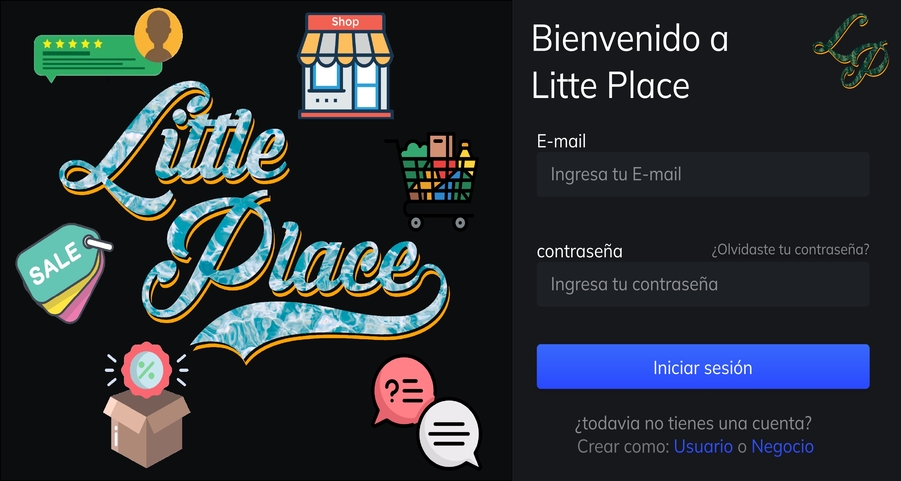 Shop
Little
Place
SALE
%
?
Bienvenido a
Litte Place
LP
E-mail
Ingresa tu E-mail
contraseña
¿Olvidaste tu contraseña?
Ingresa tu contraseña
Iniciar sesión
¿todavia no tienes una cuenta?
Crear como: Usuario o Negocio